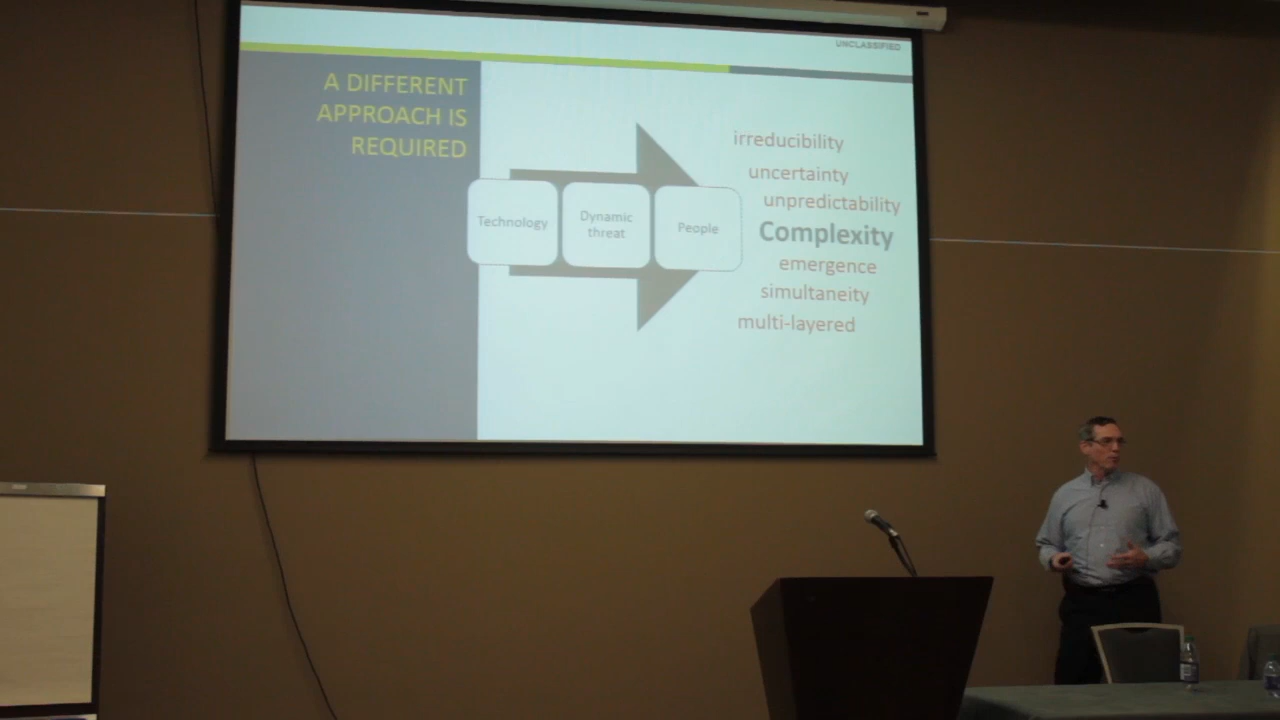 UNCLASSIFIED
A DIFFERENT
APPROACH IS
REQUIRED
Technology
Dynamic
threat
People
irreducibility
uncertainty
unpredictability
Complexity
emergence
simultaneity
multi-layered